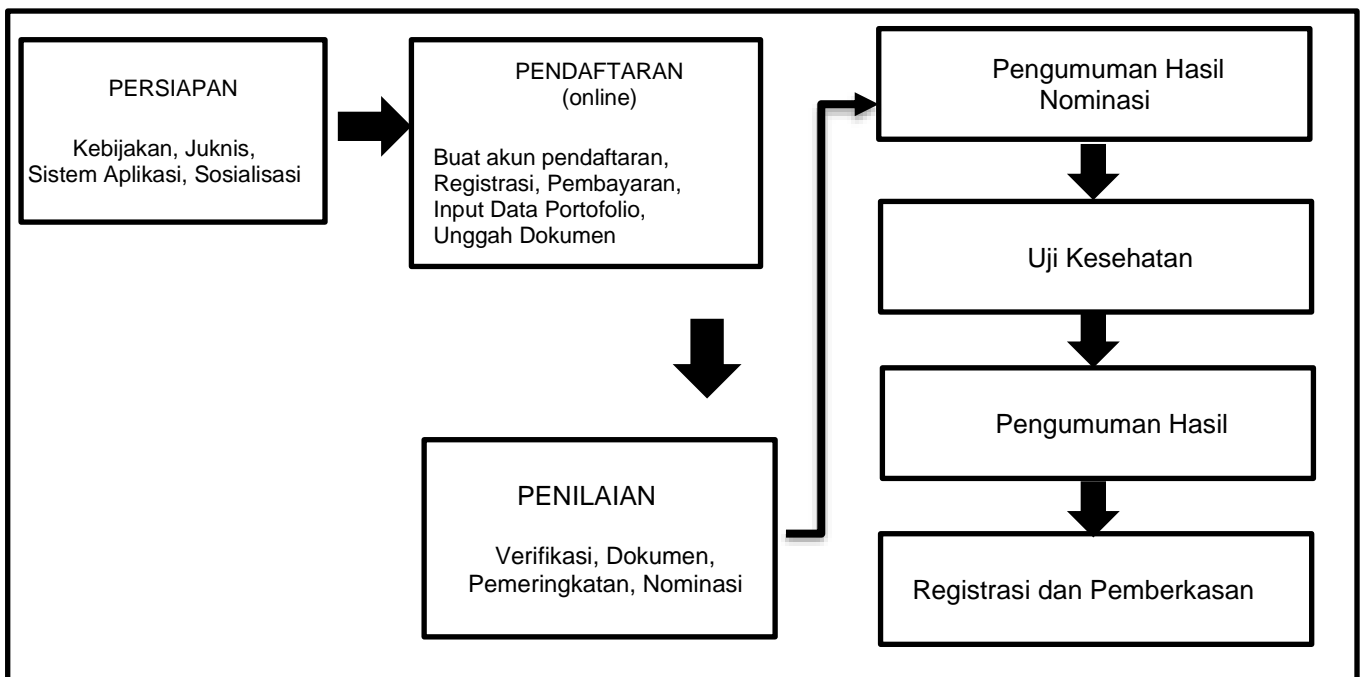 PERSIAPAN
Kebijakan, Juknis,
Sistem Aplikasi, Sosialisasi
PENDAFTARAN
(online)
Buat akun pendaftaran,
Registrasi, Pembayaran,
Input Data Portofolio,
Unggah Dokumen
PENILAIAN
Verifikasi, Dokumen,
Pemeringkatan, Nominasi
Pengumuman Hasil
Nominasi
Uji Kesehatan
Pengumuman Hasil
Registrasi dan Pemberkasan